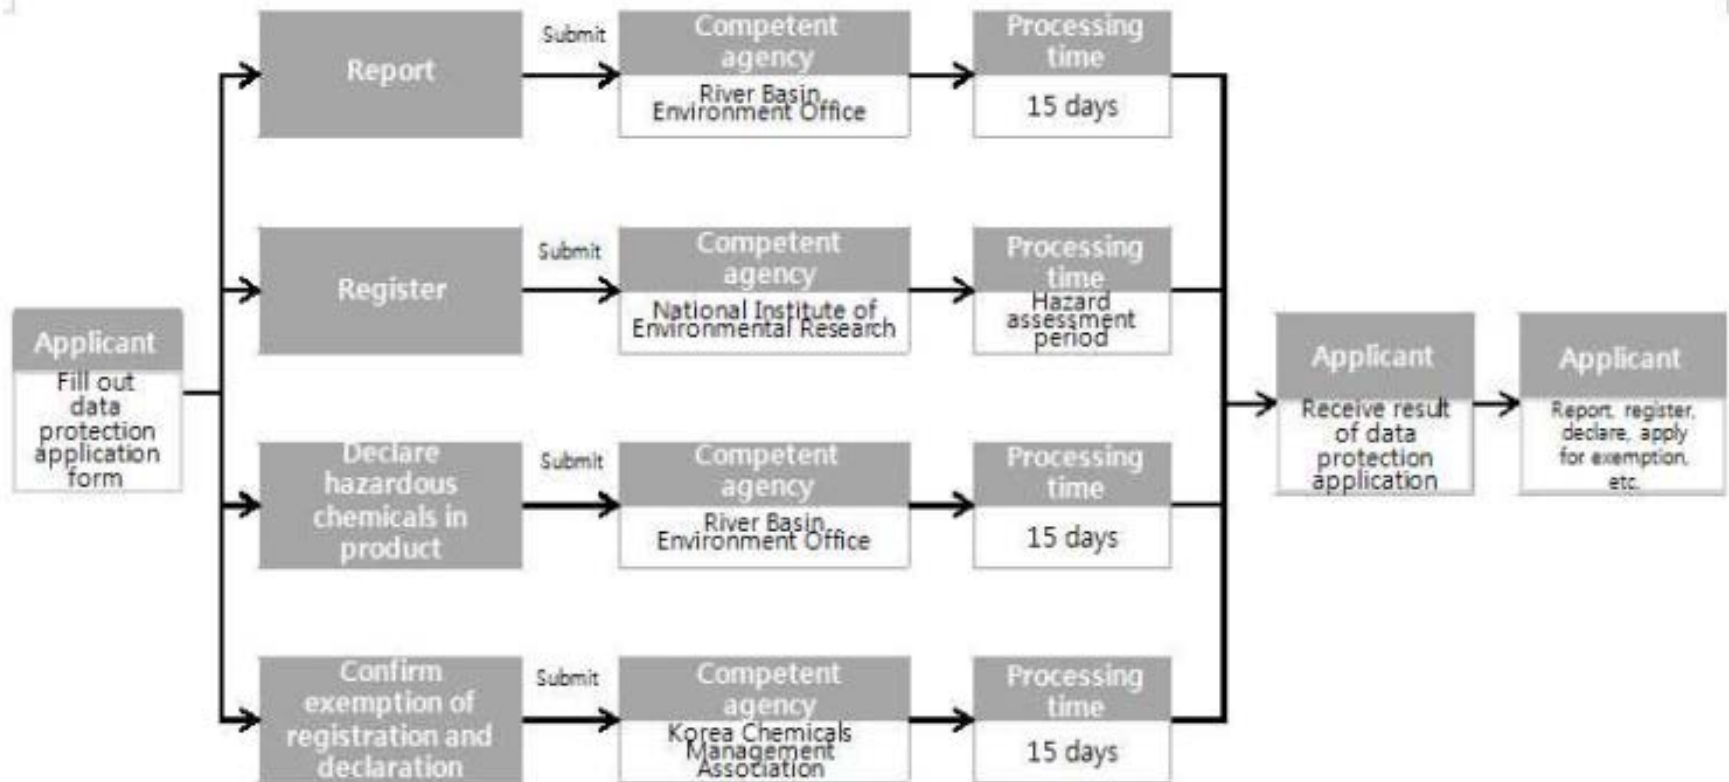 Applicant
Fill out
data
protection
application
form
Report
Submit
Competent
agency
River Basin
Environment Office
Processing
time
15 days
Register
Submit
Competent
agency
National Institute of
Environmental Research
Processing
time
Hazard
assessment
period
Declare
hazardous
chemicals in
product
Submit
Competent
agency
River Basin
Environment Office
Processing
time
15 days
Confirm
exemption of
registration and
declaration
Submit
Competent
agency
Korea Chemicals
Management
Association
Processing
time
15 days
Applicant
Receive result
of data
protection
application
Applicant
Report, register,
declare, apply
for exemption,
etc.